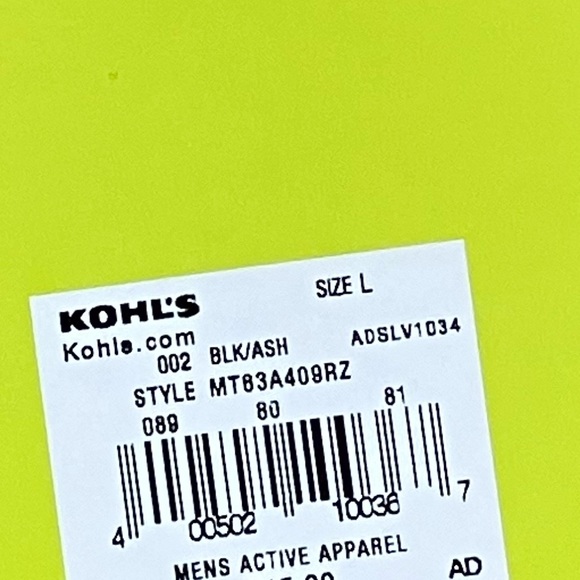 KOHL'S
SIZE L
Kohls.com
002 BLK/ASH
ADSLV1034
STYLE MT63A409RZ
089 80 81
4 00502 10036 7
MENS ACTIVE APPAREL
AD